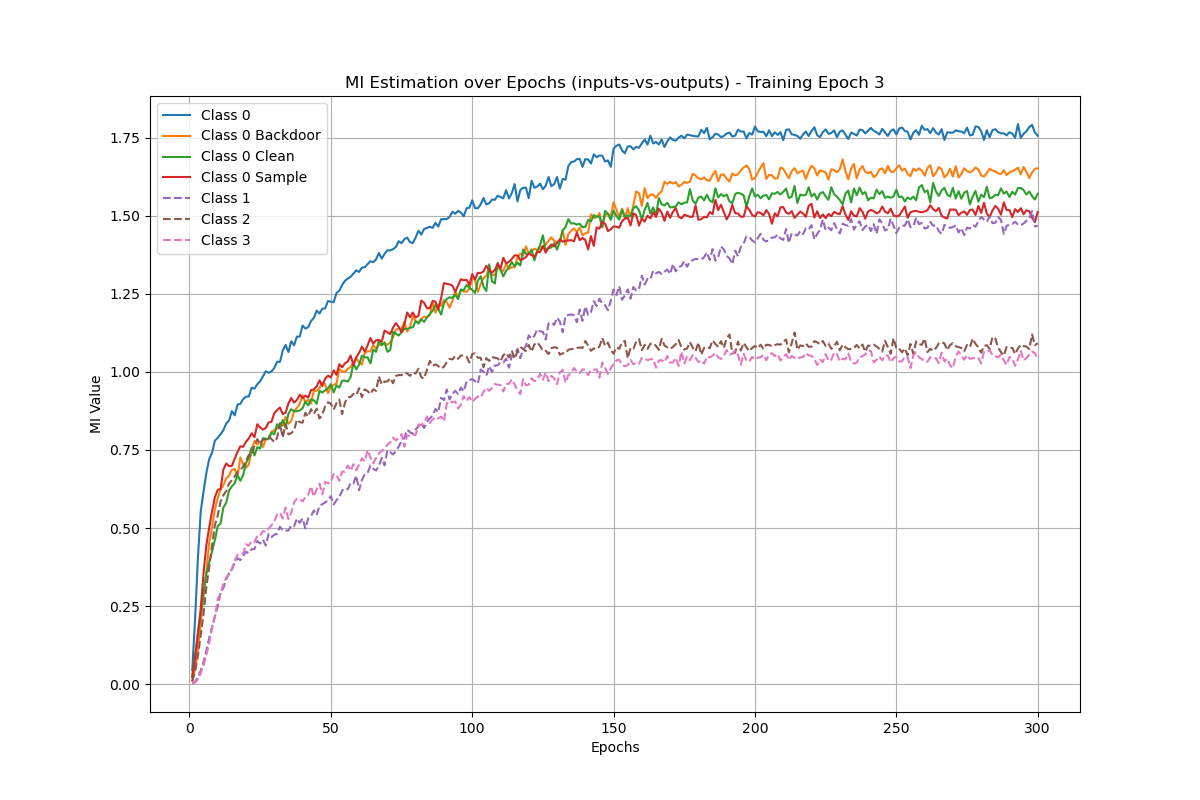 MI Estimation over Epochs (inputs-vs-outputs) - Training Epoch 3
Class 0
Class 0 Backdoor
Class 0 Clean
Class 0 Sample
Class 1
Class 2
Class 3
MI Value
1.75
1.50
1.25
1.00
0.75
0.50
0.25
0.00
0 50 100 150 200 250 300
Epochs